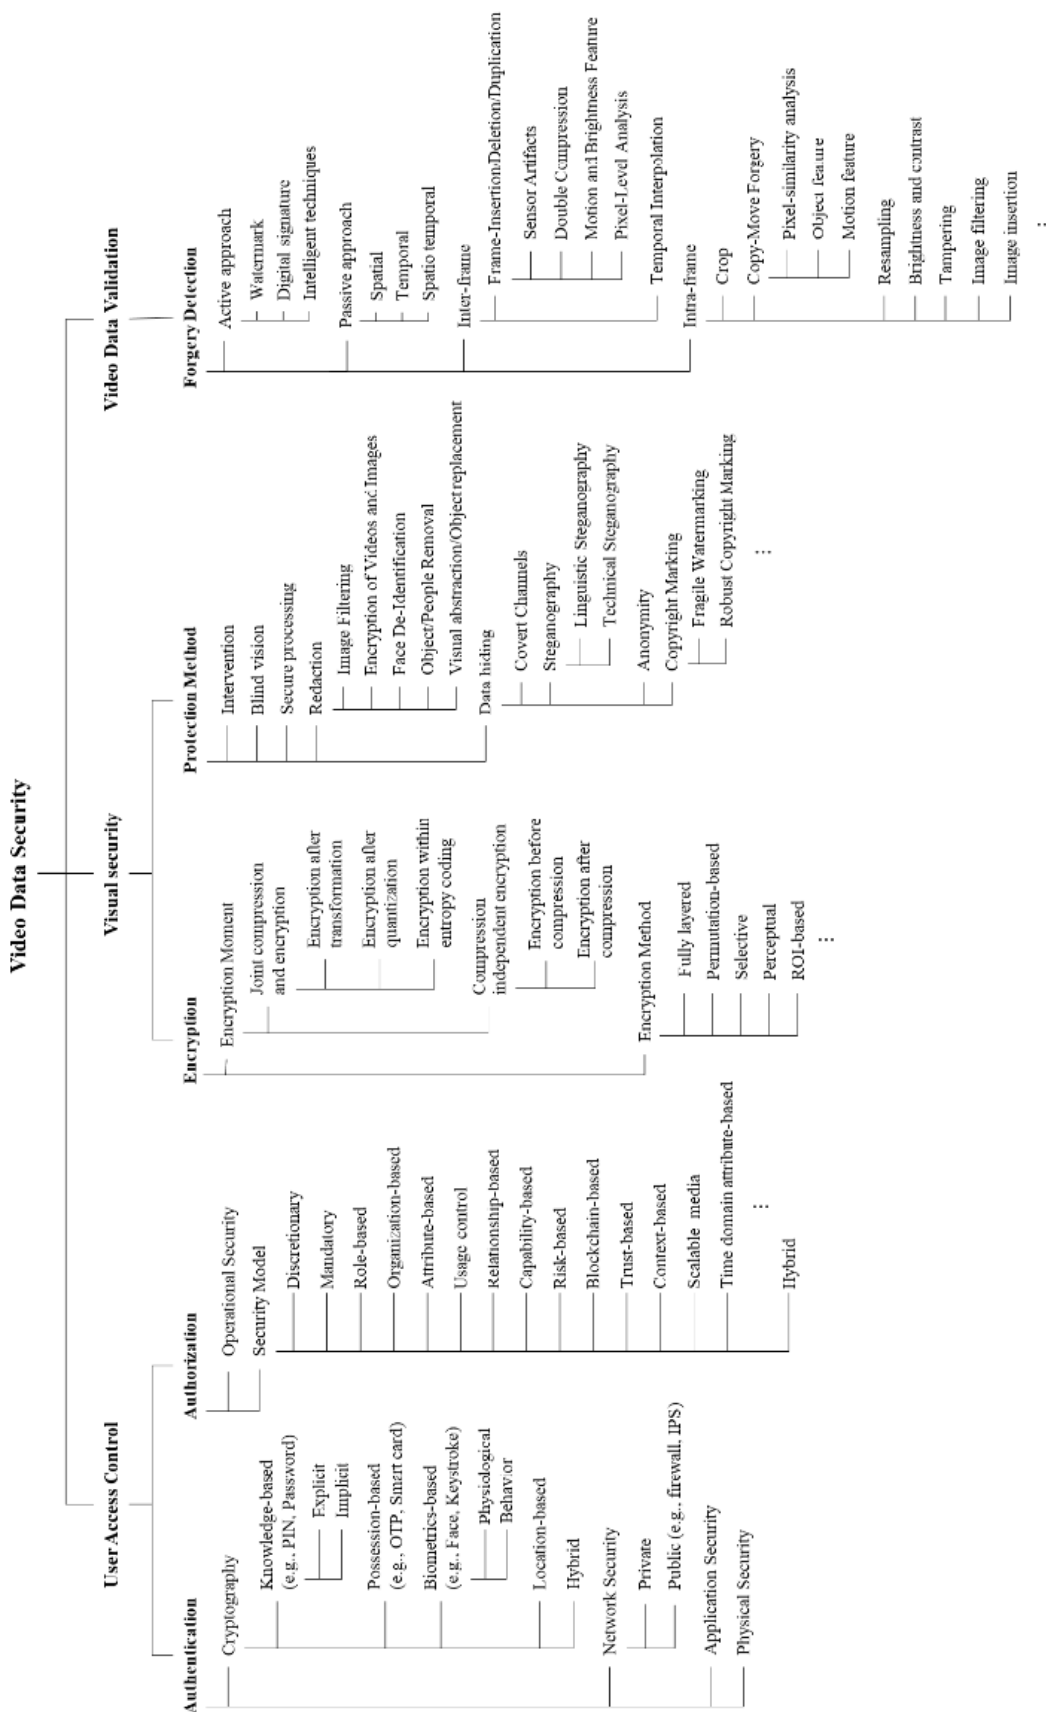 Video Data Security
User Access Control
Authentication
Cryptography
Knowledge-based
(e.g., PIN, Password)
Explicit
Implicit
Possession-based
(e.g., OTP, Smart card)
Biometrics-based
(e.g., Face, Keystroke)
Physiological
Behavior
Location-based
Hybrid
Network Security
Private
Public (e.g., firewall, IPS)
Application Security
Physical Security
Authorization
Operational Security
Security Model
Discretionary
Mandatory
Role-based
Organization-based
Attribute-based
Usage control
Relationship-based
Capability-based
Risk-based
Blockchain-based
Trust-based
Context-based
Scalable media
Time domain attribute-based
...
Hybrid
Visual security
Encryption
Encryption Moment
Joint compression
and encryption
Encryption after
transformation
Encryption after
quantization
Encryption within
entropy coding
Compression
independent encryption
Encryption before
compression
Encryption after
compression
Encryption Method
Fully layered
Permutation-based
Selective
Perceptual
ROI-based
...
Protection Method
Intervention
Blind vision
Secure processing
Redaction
Image Filtering
Encryption of Videos and Images
Face De-Identification
Object/People Removal
Visual abstraction/Object replacement
Data hiding
Covert Channels
Steganography
Linguistic Steganography
Technical Steganography
Anonymity
Copyright Marking
Fragile Watermarking
Robust Copyright Marking
...
Video Data Validation
Forgery Detection
Active approach
Watermark
Digital signature
Intelligent techniques
Passive approach
Spatial
Temporal
Spatio temporal
Inter-frame
Frame-Insertion/Deletion/Duplication
Sensor Artifacts
Double Compression
Motion and Brightness Feature
Pixel-Level Analysis
Temporal Interpolation
Intra-frame
Crop
Copy-Move Forgery
Pixel-similarity analysis
Object feature
Motion feature
Resampling
Brightness and contrast
Tampering
Image filtering
Image insertion
...